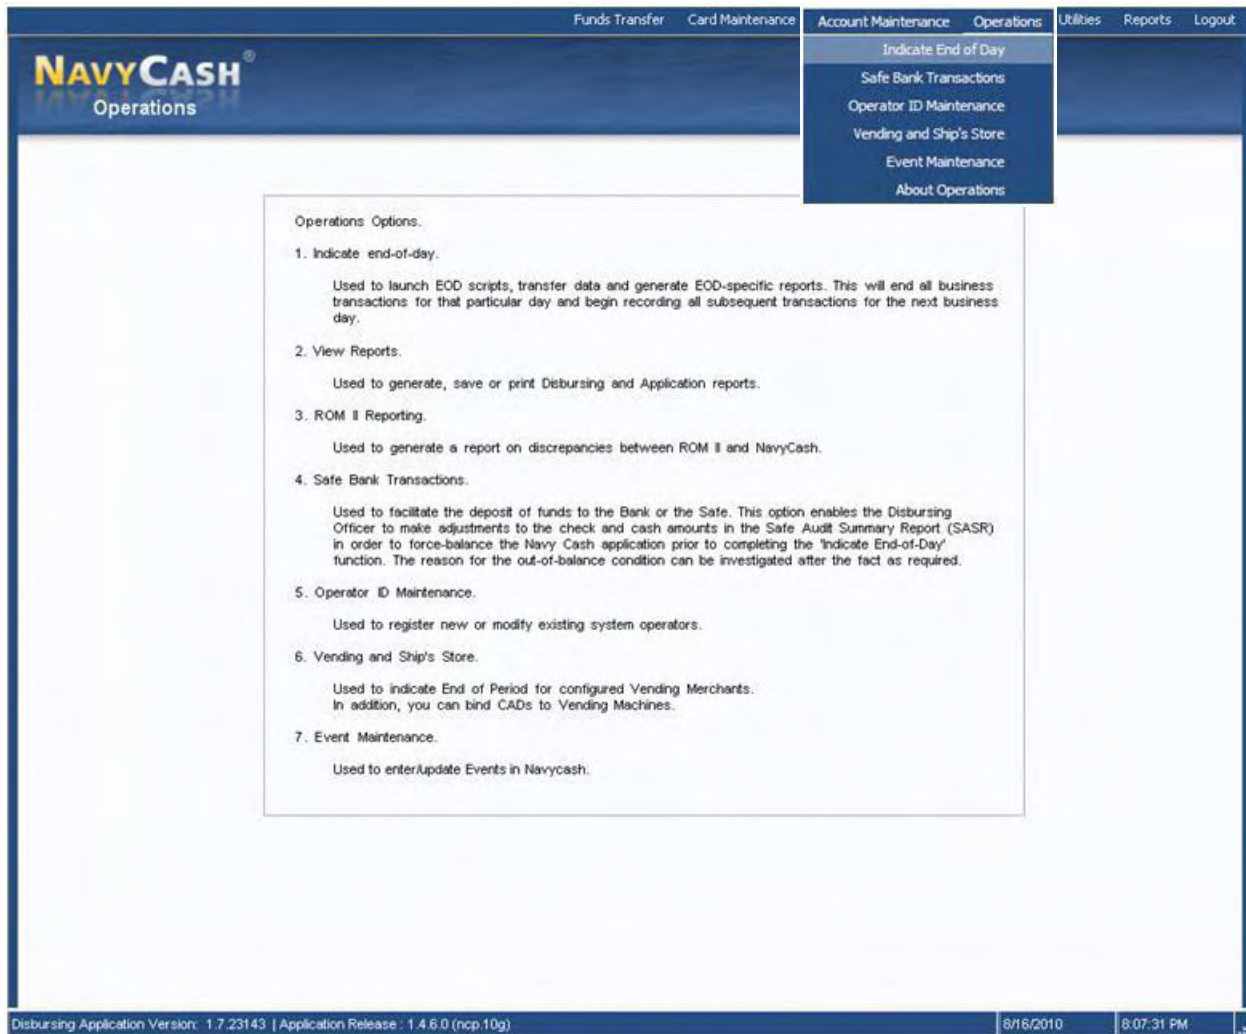 Funds Transfer Card Maintenance Account Maintenance Operations Utilities Reports Logout
Indicate End of Day
Safe Bank Transactions
Operator ID Maintenance
Vending and Ship's Store
Event Maintenance
About Operations
NAVYCASH®
Operations
Operations Options.
1. Indicate end-of-day.
Used to launch EOD scripts, transfer data and generate EOD-specific reports. This will end all business
transactions for that particular day and begin recording all subsequent transactions for the next business
day.
2. View Reports.
Used to generate, save or print Disbursing and Application reports.
3. ROM II Reporting.
Used to generate a report on discrepancies between ROM II and NavyCash.
4. Safe Bank Transactions.
Used to facilitate the deposit of funds to the Bank or the Safe. This option enables the Disbursing
Officer to make adjustments to the check and cash amounts in the Safe Audit Summary Report (SASR)
in order to force-balance the Navy Cash application prior to completing the 'Indicate End-of-Day'
function. The reason for the out-of-balance condition can be investigated after the fact as required.
5. Operator ID Maintenance.
Used to register new or modify existing system operators.
6. Vending and Ship's Store.
Used to indicate End of Period for configured Vending Merchants.
In addition, you can bind CADs to Vending Machines.
7. Event Maintenance.
Used to enter/update Events in Navycash.
Disbursing Application Version: 1.7.23143 | Application Release : 1.4.6.0 (ncp.10g) 8/16/2010 8:07:31 PM